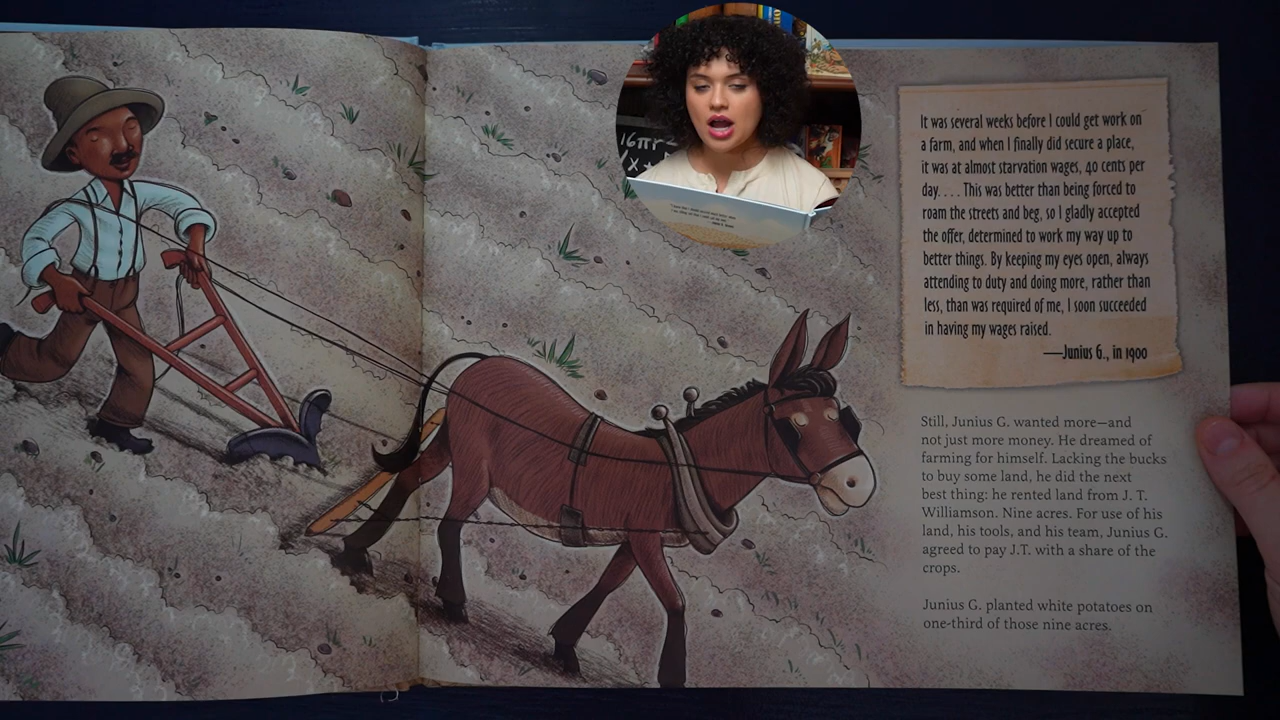 It was several weeks before I could get work on
a farm, and when I finally did secure a place,
it was at almost starvation wages, 40 cents per
day. . . . This was better than being forced to
roam the streets and beg, so I gladly accepted
the offer, determined to work my way up to
better things. By keeping my eyes open, always
attending to duty and doing more, rather than
less, than was required of me, I soon succeeded
in having my wages raised.
—Junius G., in 1900
Still, Junius G. wanted more—and
not just more money. He dreamed of
farming for himself. Lacking the bucks
to buy some land, he did the next
best thing: he rented land from J. T.
Williamson. Nine acres. For use of his
land, his tools, and his team, Junius G.
agreed to pay J.T. with a share of the
crops.
Junius G. planted white potatoes on
one-third of those nine acres.